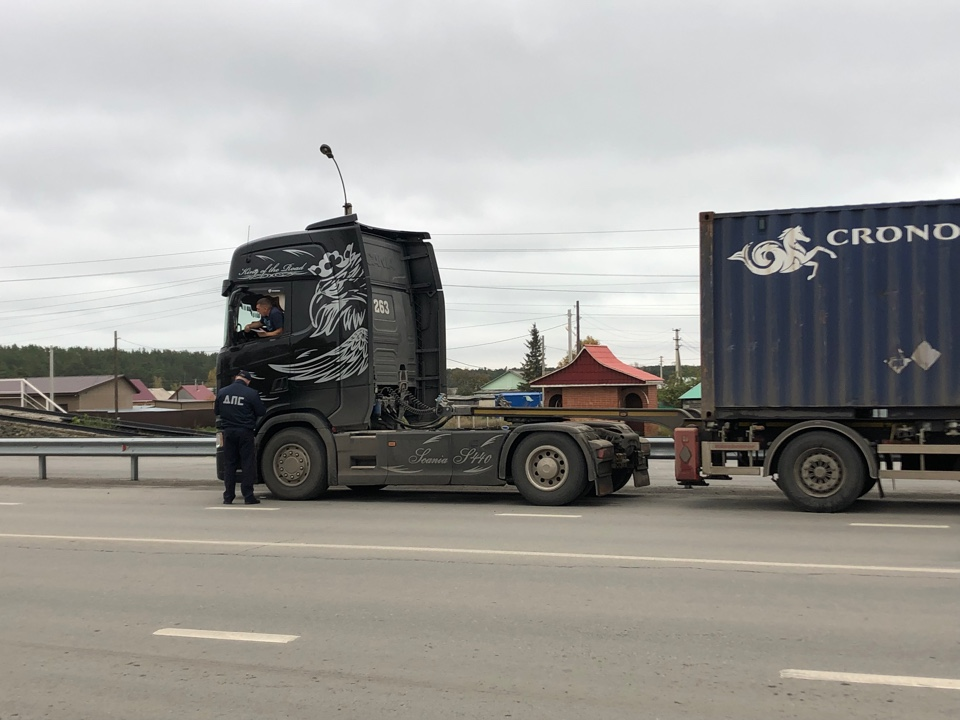 King of the Road
263
ДПС
Scania S440
CRONO